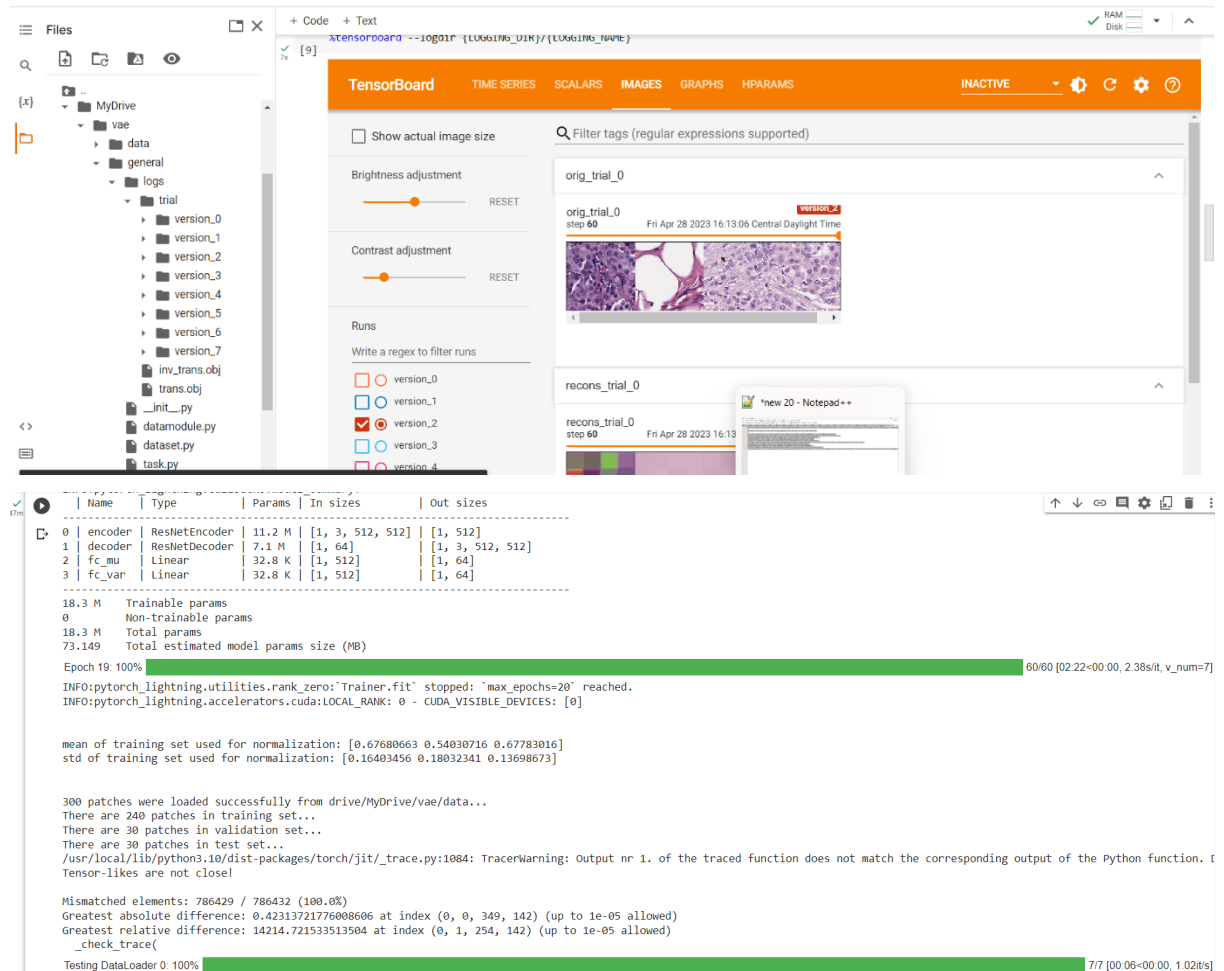 Files
+ Code + Text
RAM
Disk
%tensorboard --logdir {LOGGING_DIR}/{LOGGING_NAME}
[9]
7s
{x}
..
MyDrive
vae
data
general
logs
trial
version_0
version_1
version_2
version_3
version_4
version_5
version_6
version_7
inv_trans.obj
trans.obj
__init__.py
datamodule.py
dataset.py
task.py
TensorBoard TIME SERIES SCALARS IMAGES GRAPHS HPARAMS INACTIVE
Show actual image size
Brightness adjustment
RESET
Contrast adjustment
RESET
Runs
Write a regex to filter runs
version_0
version_1
version_2
version_3
version_4
Filter tags (regular expressions supported)
orig_trial_0
orig_trial_0 version_2
step 60 Fri Apr 28 2023 16:13:06 Central Daylight Time
recons_trial_0
recons_trial_0
step 60 Fri Apr 28 2023 16:13
*new 20 - Notepad++
| Name | Type | Params | In sizes | Out sizes
---------------------------------------------------------------------------
0 | encoder | ResNetEncoder | 11.2 M | [1, 3, 512, 512] | [1, 512]
1 | decoder | ResNetDecoder | 7.1 M | [1, 64] | [1, 3, 512, 512]
2 | fc_mu | Linear | 32.8 K | [1, 512] | [1, 64]
3 | fc_var | Linear | 32.8 K | [1, 512] | [1, 64]
---------------------------------------------------------------------------
18.3 M Trainable params
0 Non-trainable params
18.3 M Total params
73.149 Total estimated model params size (MB)
Epoch 19: 100% 60/60 [02:22<00:00, 2.38s/it, v_num=7]
INFO:pytorch_lightning.utilities.rank_zero:`Trainer.fit` stopped: `max_epochs=20` reached.
INFO:pytorch_lightning.accelerators.cuda:LOCAL_RANK: 0 - CUDA_VISIBLE_DEVICES: [0]
mean of training set used for normalization: [0.67680663 0.54030716 0.67783016]
std of training set used for normalization: [0.16403456 0.18032341 0.13698673]
300 patches were loaded successfully from drive/MyDrive/vae/data...
There are 240 patches in training set...
There are 30 patches in validation set...
There are 30 patches in test set...
/usr/local/lib/python3.10/dist-packages/torch/jit/_trace.py:1084: TracerWarning: Output nr 1. of the traced function does not match the corresponding output of the Python function.
Tensor-likes are not close!
Mismatched elements: 786429 / 786432 (100.0%)
Greatest absolute difference: 0.42313721776008606 at index (0, 0, 349, 142) (up to 1e-05 allowed)
Greatest relative difference: 14214.721533513504 at index (0, 1, 254, 142) (up to 1e-05 allowed)
_check_trace(
Testing DataLoader 0: 100% 7/7 [00:06<00:00, 1.02it/s]